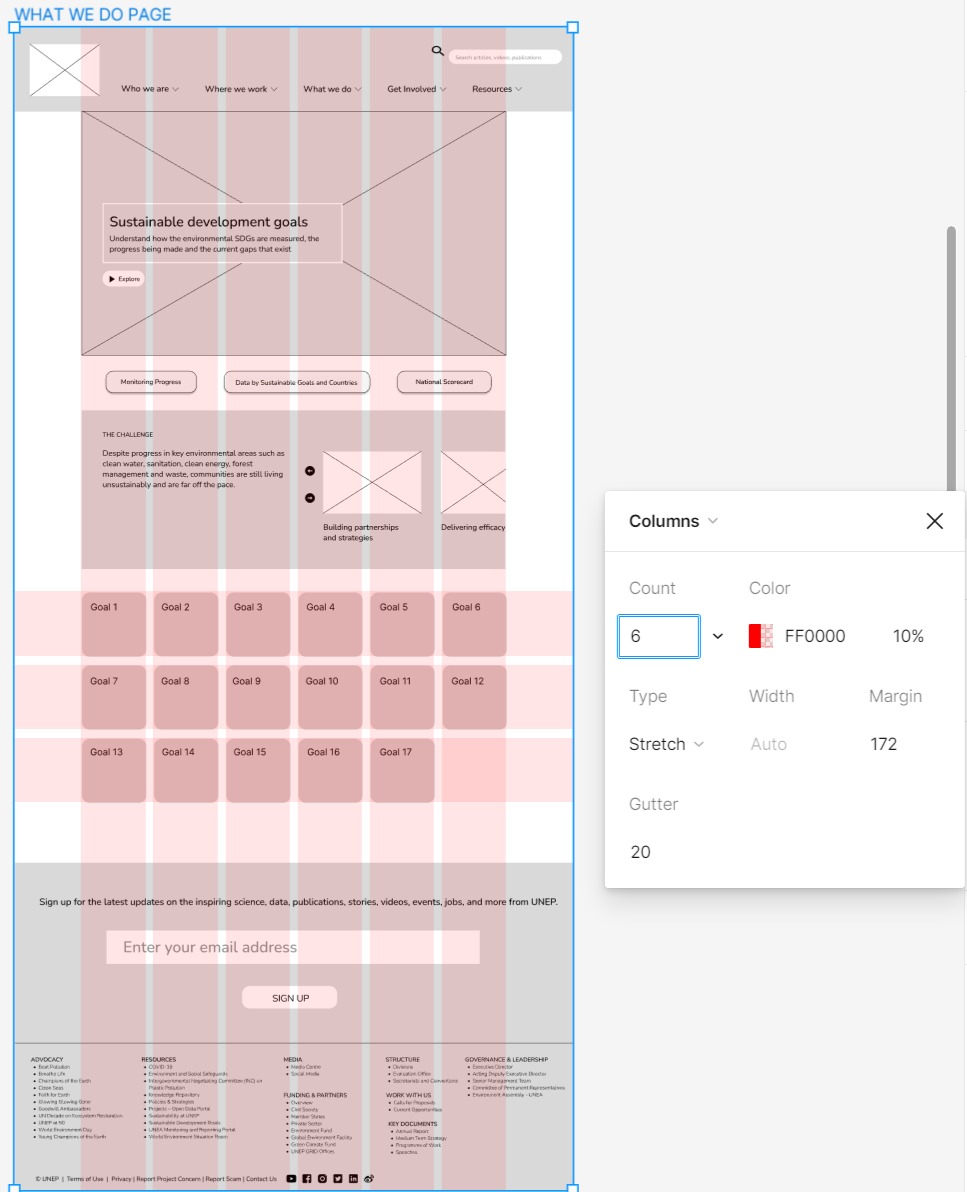 WHAT WE DO PAGE
Search articles, videos, publications
Who we are
Where we work
What we do
Get Involved
Resources
Sustainable development goals
Understand how the environmental SDGs are measured, the
progress being made and the current gaps that exist
Explore
Monitoring Progress
Data by Sustainable Goals and Countries
National Scorecard
THE CHALLENGE
Despite progress in key environmental areas such as
clean water, sanitation, clean energy, forest
management and waste, communities are still living
unsustainably and are far off the pace.
Building partnerships
and strategies
Delivering efficacy
Goal 1
Goal 2
Goal 3
Goal 4
Goal 5
Goal 6
Goal 7
Goal 8
Goal 9
Goal 10
Goal 11
Goal 12
Goal 13
Goal 14
Goal 15
Goal 16
Goal 17
Sign up for the latest updates on the inspiring science, data, publications, stories, videos, events, jobs, and more from UNEP.
Enter your email address
SIGN UP
ADVOCACY
Beat Pollution
Breathe Life
Champions of the Earth
Clean Seas
Faith for Earth
Glowing Glowing Gone
Goodwill Ambassadors
UN Decade on Ecosystem Restoration
UNEP at 50
World Environment Day
Young Champions of the Earth
RESOURCES
COVID-19
Environment and Social Safeguards
Intergovernmental Negotiating Committee (INC) on
Plastic Pollution
Knowledge Repository
Policies & Strategies
Projects - Open Data Portal
Sustainability at UNEP
Sustainable Development Goals
UNEA Monitoring and Reporting Portal
World Environment Situation Room
MEDIA
Media Centre
Social Media
FUNDING & PARTNERS
Overview
Civil Society
Member States
Private Sector
Environment Fund
Global Environment Facility
Green Climate Fund
UNEP GRID Offices
STRUCTURE
Divisions
Evaluation Office
Secretariats and Conventions
WORK WITH US
Calls for Proposals
Current Opportunities
KEY DOCUMENTS
Annual Report
Medium Term Strategy
Programme of Work
Speeches
GOVERNANCE & LEADERSHIP
Executive Director
Acting Deputy Executive Director
Senior Management Team
Committee of Permanent Representatives
Environment Assembly - UNEA
© UNEP | Terms of Use | Privacy | Report Project Concern | Report Scam | Contact Us
Columns
Count
Color
6
FF0000
10%
Type
Width
Margin
Stretch
Auto
172
Gutter
20